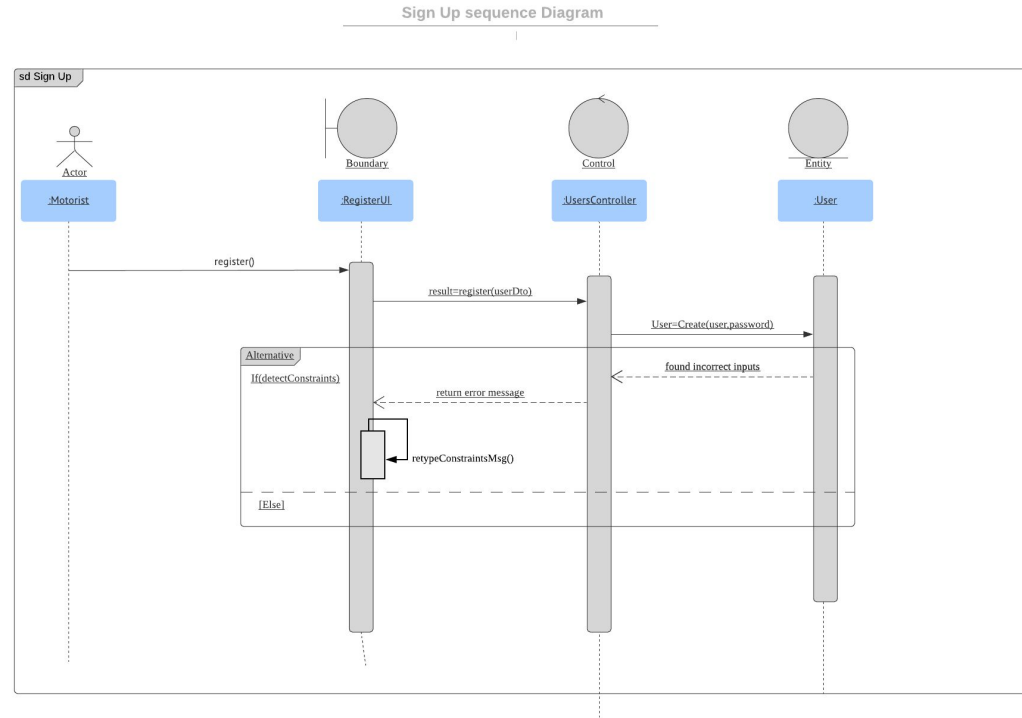 Sign Up sequence Diagram
sd Sign Up
Actor
Boundary
Control
Entity
:Motorist
:RegisterUI
:UsersController
:User
register()
result=register(userDto)
User=Create(user,password)
Alternative
found incorrect inputs
If(detectConstraints)
return error message
retypeConstraintsMsg()
[Else]